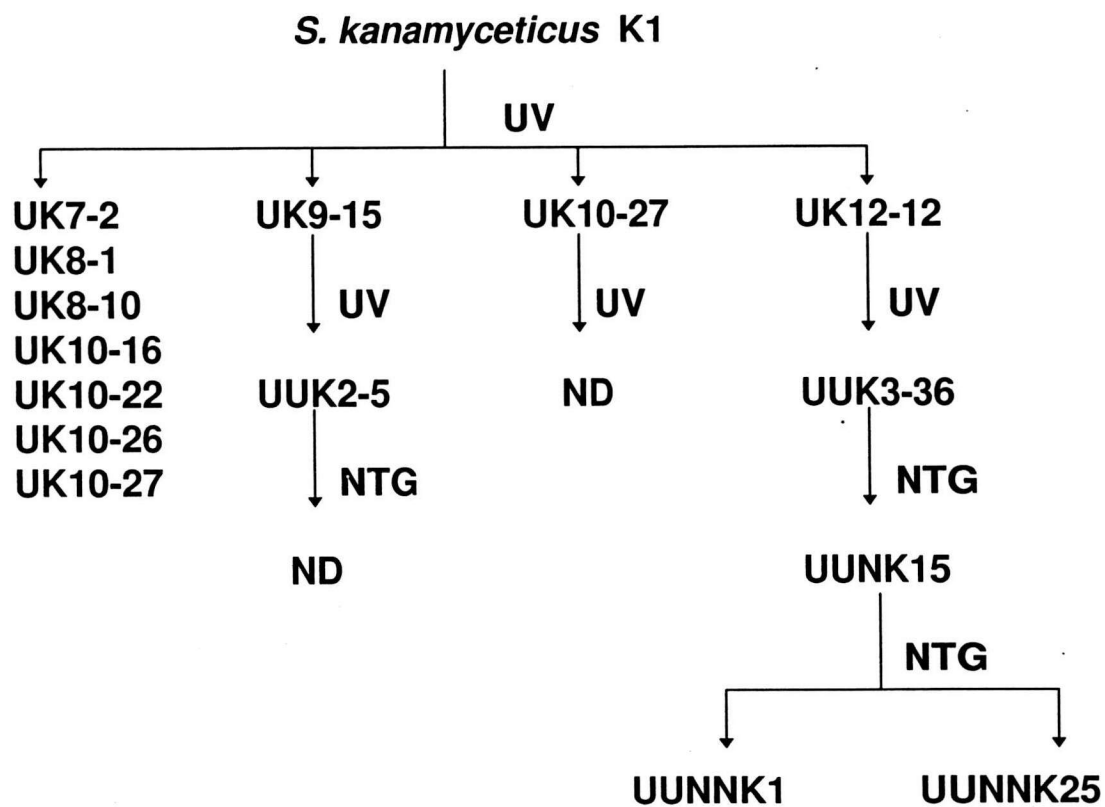 S. kanamyceticus K1
UV
UK7-2 UK9-15 UK10-27 UK12-12
UK8-1
UK8-10 UV UV UV
UK10-16
UK10-22 UUK2-5 ND UUK3-36
UK10-26
UK10-27 NTG NTG
ND UUNK15
NTG
UUNNK1 UUNNK25